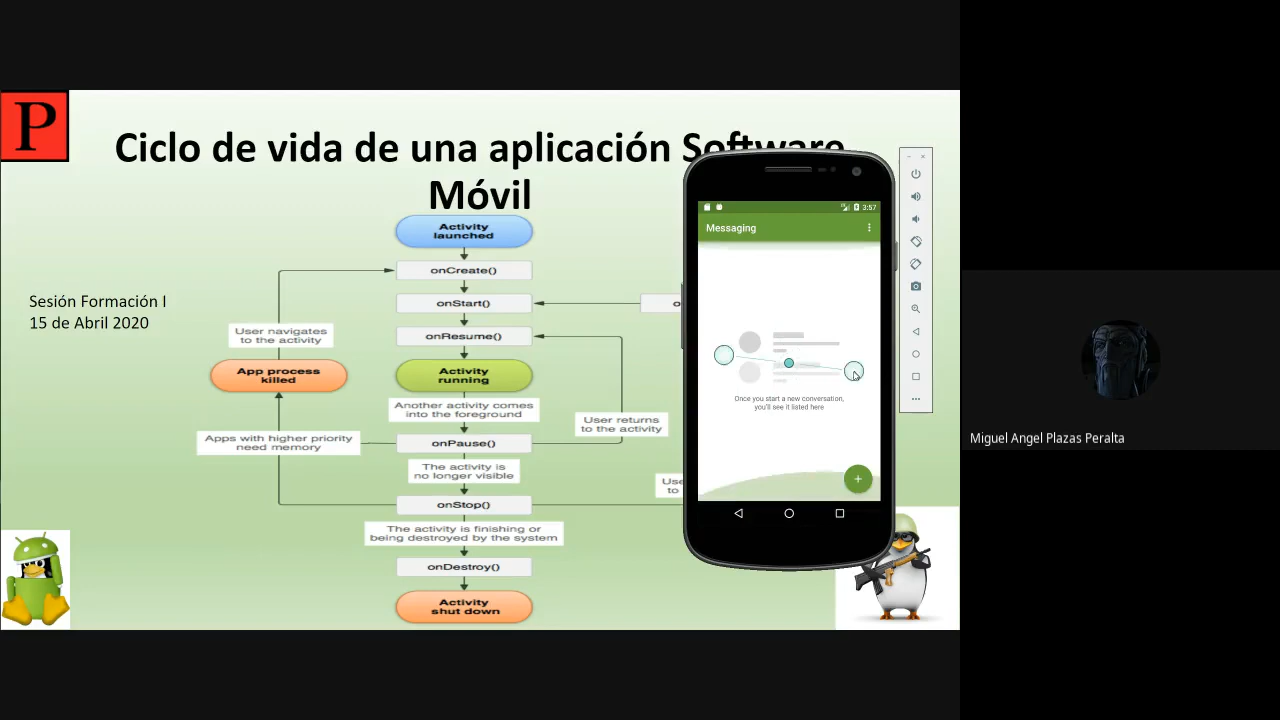 P
Ciclo de vida de una aplicación Software
Móvil
Sesión Formación I
15 de Abril 2020
Activity
launched
onCreate()
onStart()
onResume()
User navigates
to the activity
App process
killed
Activity
running
Another activity comes
into the foreground
User returns
to the activity
Apps with higher priority
need memory
onPause()
The activity is
no longer visible
to
onStop()
The activity is finishing or
being destroyed by the system
onDestroy()
Activity
shut down
3:57
Messaging
Once you start a new conversation,
you'll see it listed here
Miguel Angel Plazas Peralta